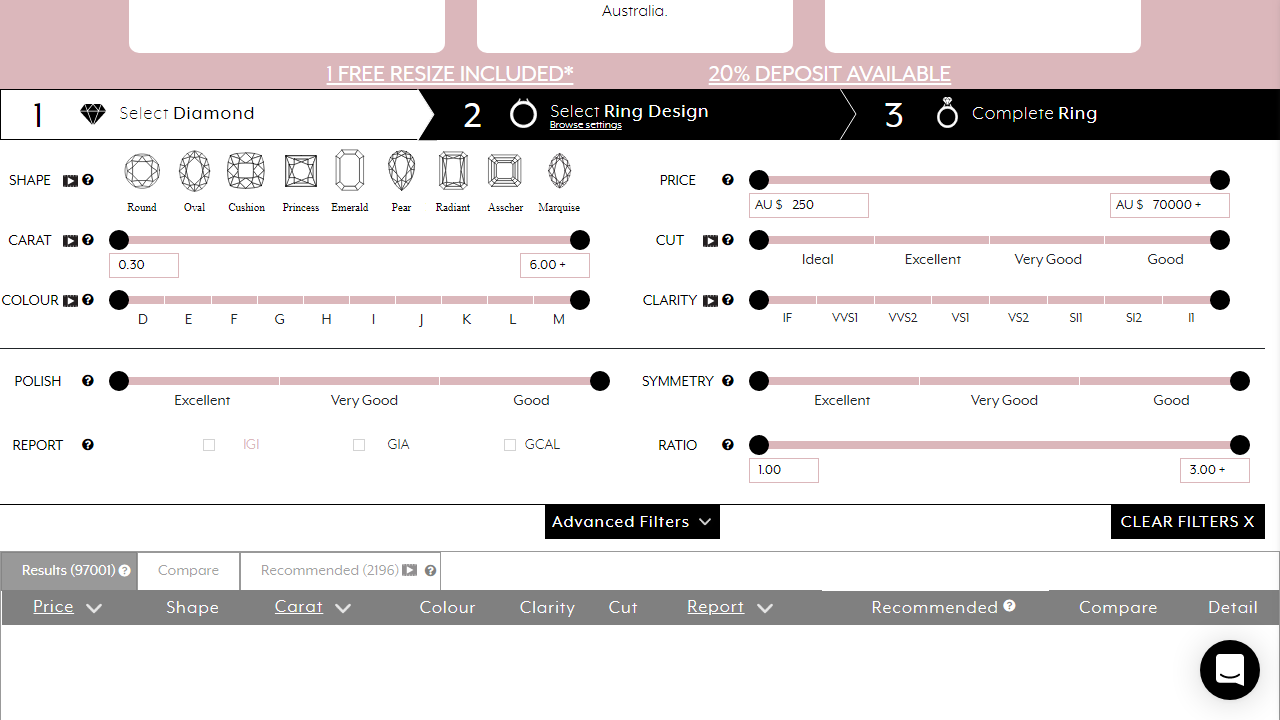 Australia.
1 FREE RESIZE INCLUDED*
20% DEPOSIT AVAILABLE
1 Select Diamond
2 Select Ring Design
Browse settings
3 Complete Ring
SHAPE
Round Oval Cushion Princess Emerald Pear Radiant Asscher Marquise
PRICE
AU $ 250
AU $ 70000 +
CARAT
0.30
6.00 +
CUT
Ideal Excellent Very Good Good
COLOUR
D E F G H I J K L M
CLARITY
IF VVS1 VVS2 VS1 VS2 SI1 SI2 I1
POLISH
Excellent Very Good Good
SYMMETRY
Excellent Very Good Good
REPORT
IGI GIA GCAL
RATIO
1.00
3.00 +
Advanced Filters
CLEAR FILTERS X
Results (97001)
Compare
Recommended (2196)
Price Shape Carat Colour Clarity Cut Report Recommended Compare Detail